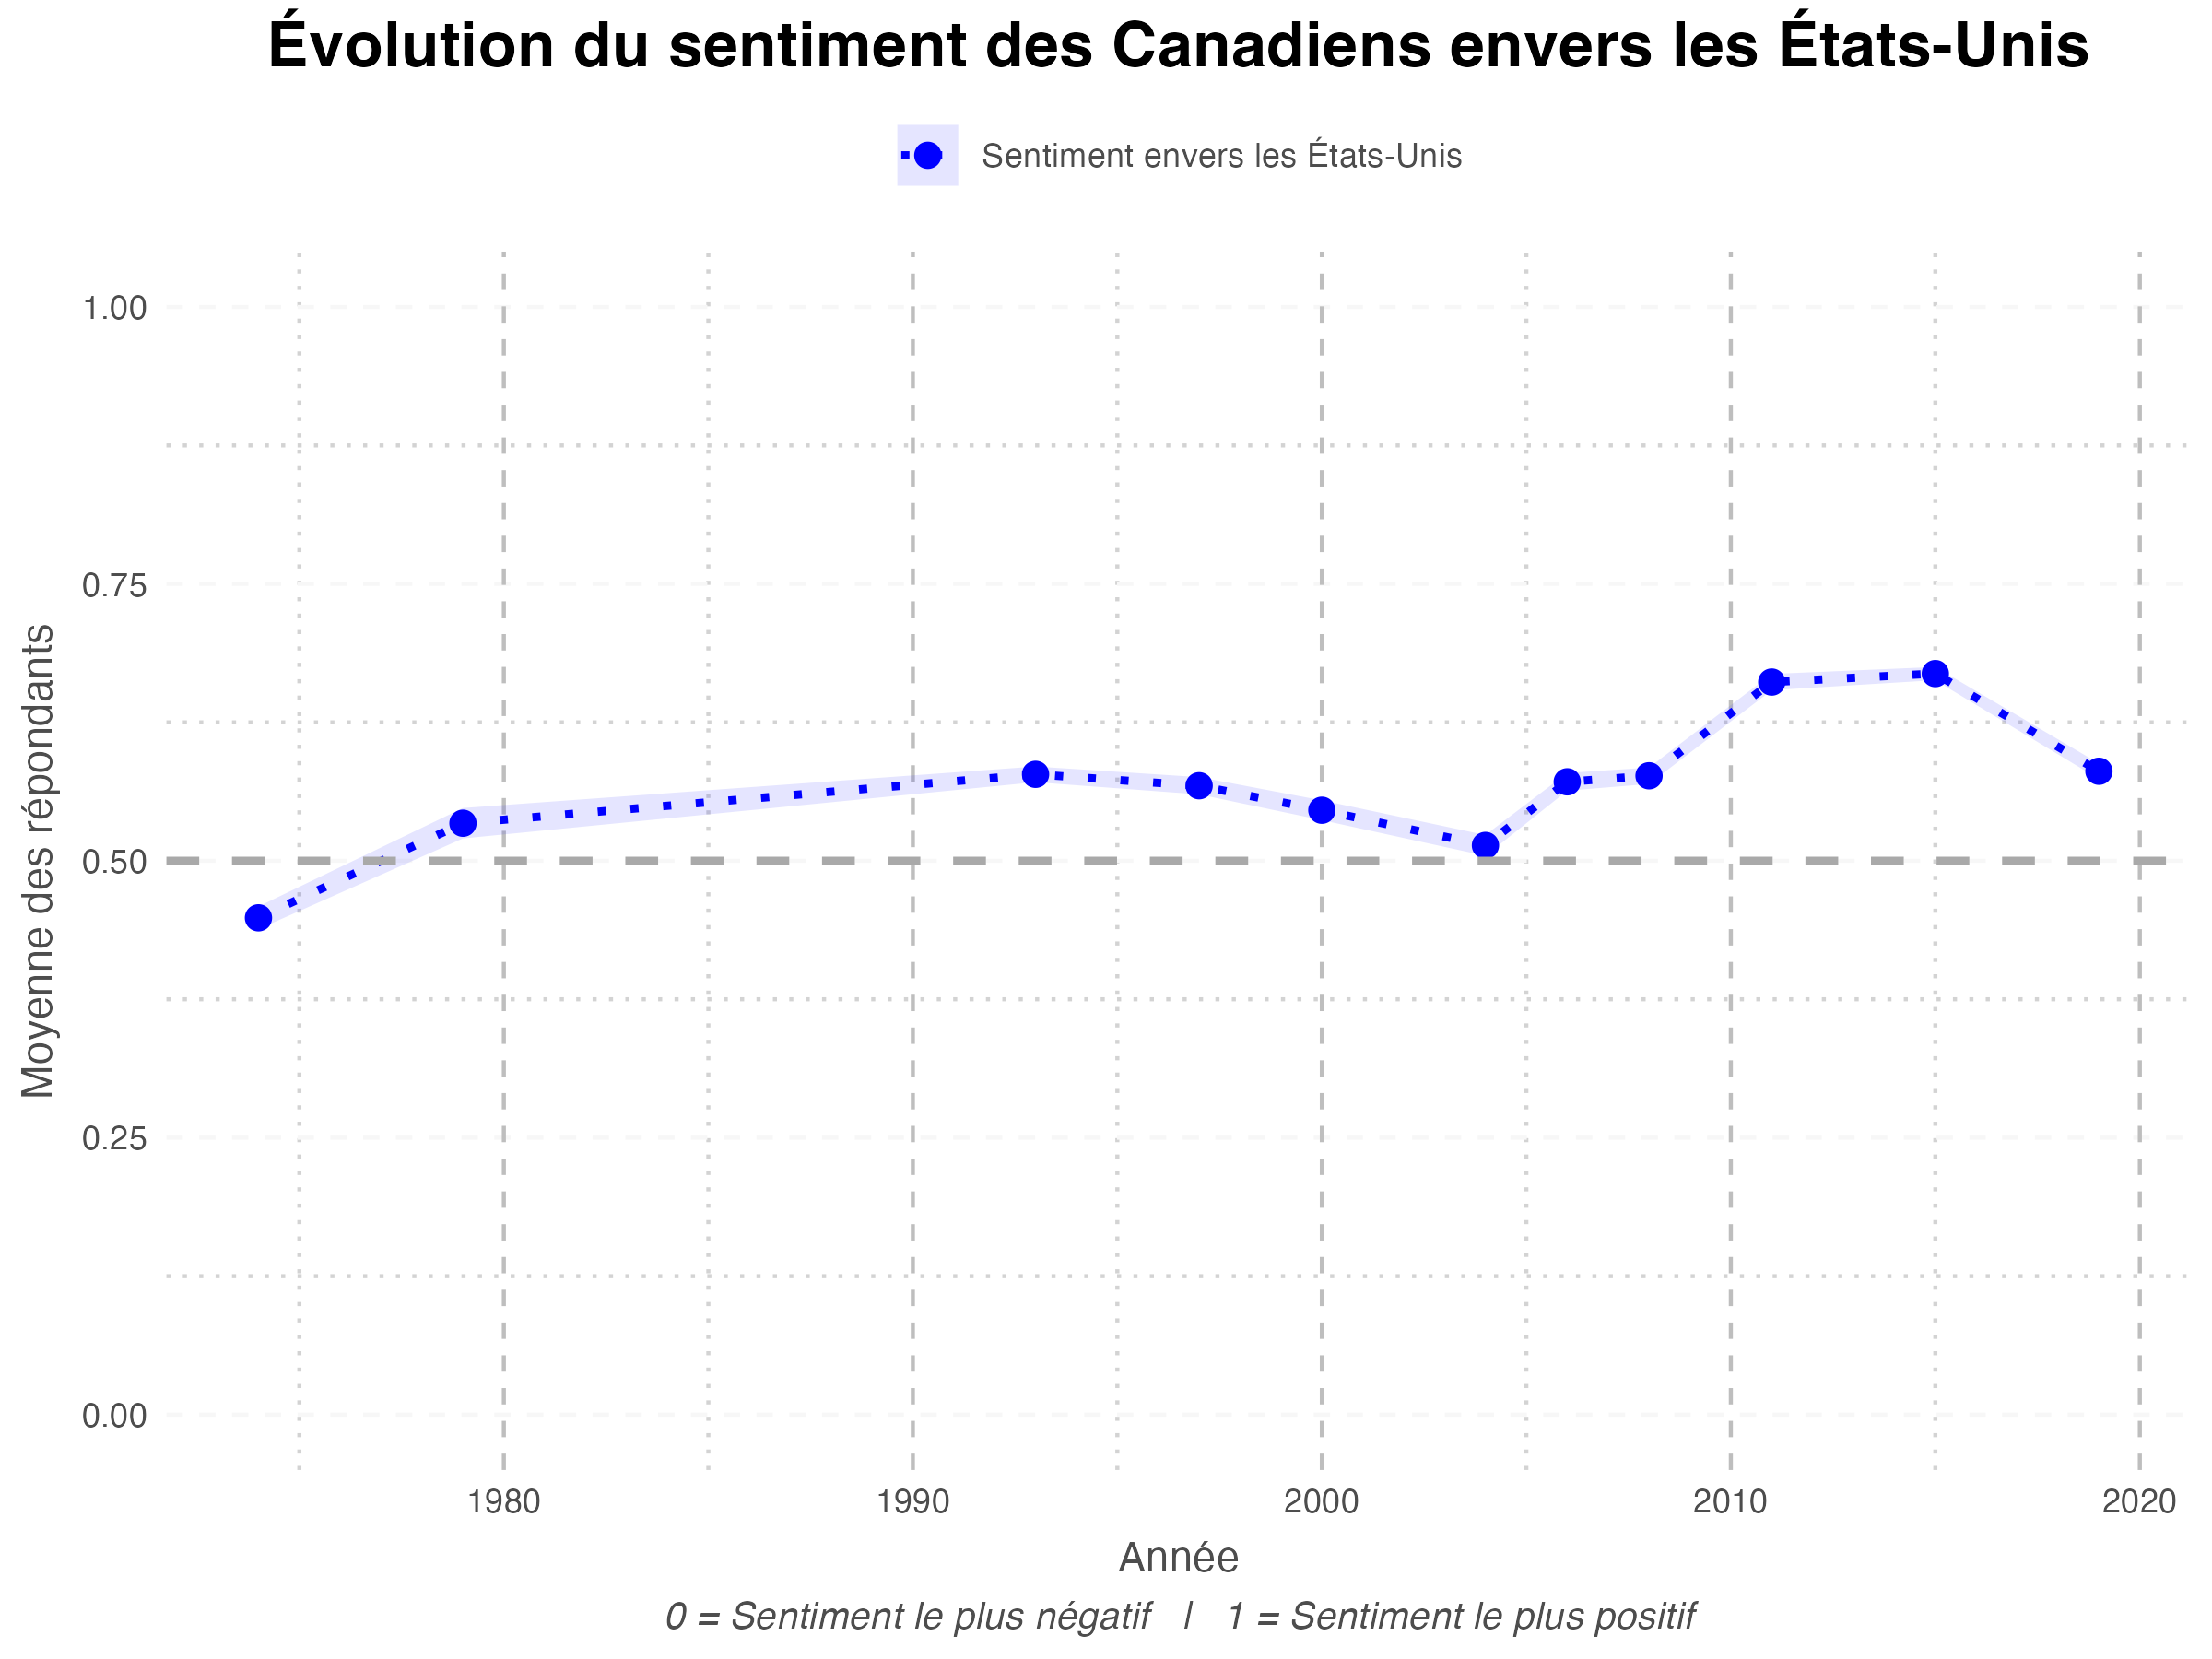 Évolution du sentiment des Canadiens envers les États-Unis
Sentiment envers les États-Unis
Moyenne des répondants
1.00
0.75
0.50
0.25
0.00
1980 1990 2000 2010 2020
Année
0 = Sentiment le plus négatif | 1 = Sentiment le plus positif